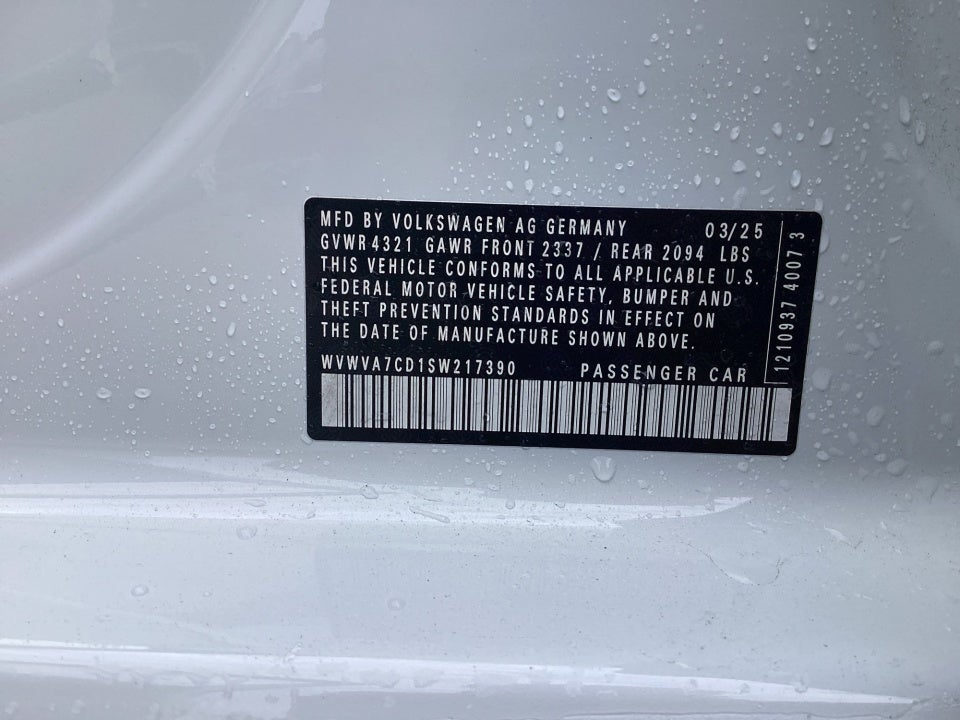 MFD BY VOLKSWAGEN AG GERMANY 03/25
GVWR 4321 GAWR FRONT 2337 / REAR 2094 LBS
THIS VEHICLE CONFORMS TO ALL APPLICABLE U.S.
FEDERAL MOTOR VEHICLE SAFETY, BUMPER AND
THEFT PREVENTION STANDARDS IN EFFECT ON
THE DATE OF MANUFACTURE SHOWN ABOVE.
WVWVA7CD1SW217390 PASSENGER CAR
1210937 4007 3